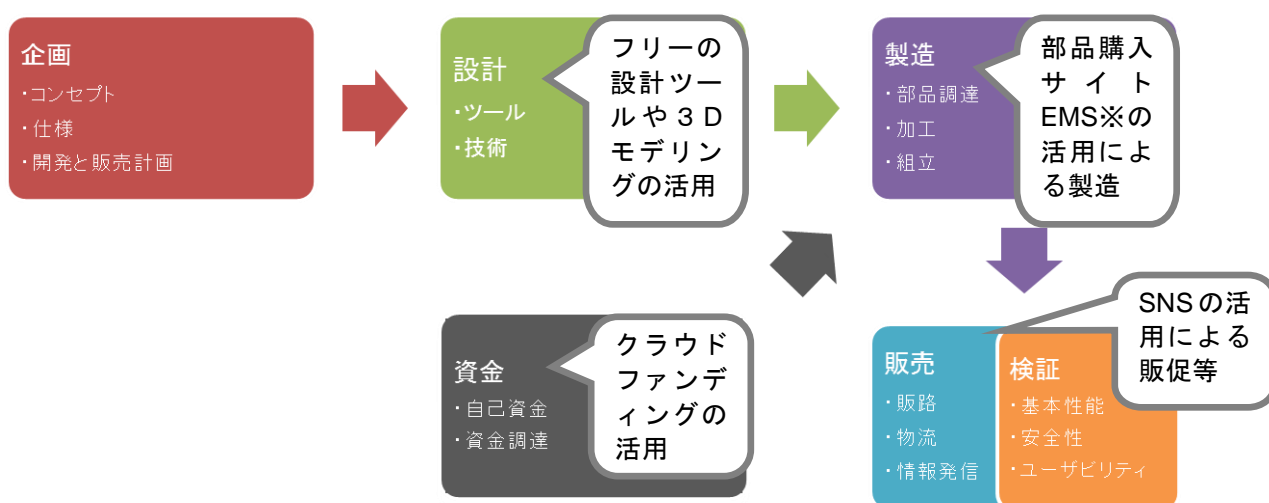 企画
・コンセプト
・仕様
・開発と販売計画
設計
・ツール
・技術
フリーの
設計ツー
ルや３Ｄ
モデリン
グの活用
製造
・部品調達
・加工
・組立
部品購入
サイト
EMS※の
活用によ
る製造
資金
・自己資金
・資金調達
クラウド
ファンデ
ィングの
活用
販売
・販路
・物流
・情報発信
検証
・基本性能
・安全性
・ユーザビリティ
SNSの活
用による
販促等